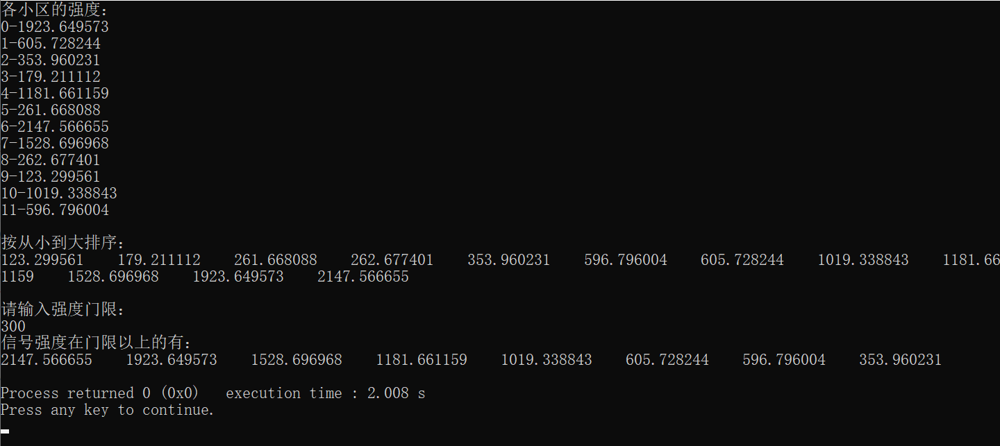 各小区的强度：
0-1923.649573
1-605.728244
2-353.960231
3-179.211112
4-1181.661159
5-261.668088
6-2147.566655
7-1528.696968
8-262.677401
9-123.299561
10-1019.338843
11-596.796004
按从小到大排序：
123.299561    179.211112    261.668088    262.677401    353.960231    596.796004    605.728244    1019.338843    1181.66
1159    1528.696968    1923.649573    2147.566655
请输入强度门限：
300
信号强度在门限以上的有：
2147.566655    1923.649573    1528.696968    1181.661159    1019.338843    605.728244    596.796004    353.960231
Process returned 0 (0x0)   execution time : 2.008 s
Press any key to continue.